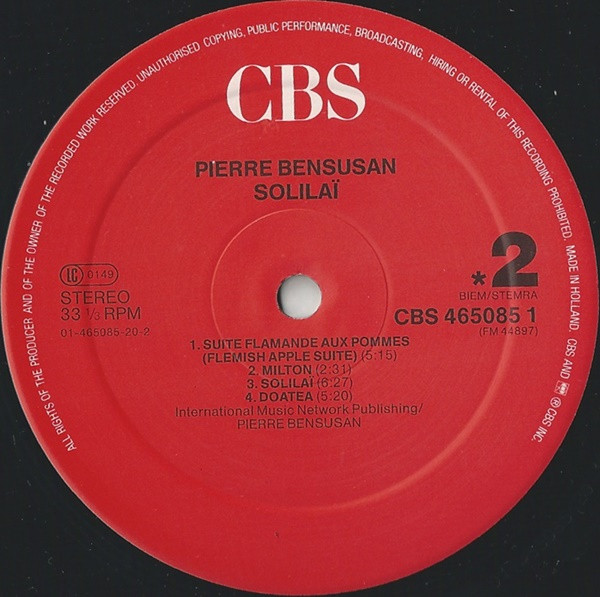 ALL RIGHTS OF THE PRODUCER AND OF THE OWNER OF THE RECORDED WORK RESERVED. UNAUTHORISED COPYING, PUBLIC PERFORMANCE, BROADCASTING, HIRING OR RENTAL OF THIS RECORDING PROHIBITED. MADE IN HOLLAND. CBS AND ℗ CBS INC.
CBS
PIERRE BENSUSAN
SOLILAÏ
LC 0149
STEREO
33 ⅓ RPM
01-465085-20-2
*2
BIEM/STEMRA
CBS 465085 1
(FM 44897)
1. SUITE FLAMANDE AUX POMMES
(FLEMISH APPLE SUITE) (5:15)
2. MILTON (2:31)
3. SOLILAÏ (6:27)
4. DOATEA (5:20)
International Music Network Publishing/
PIERRE BENSUSAN